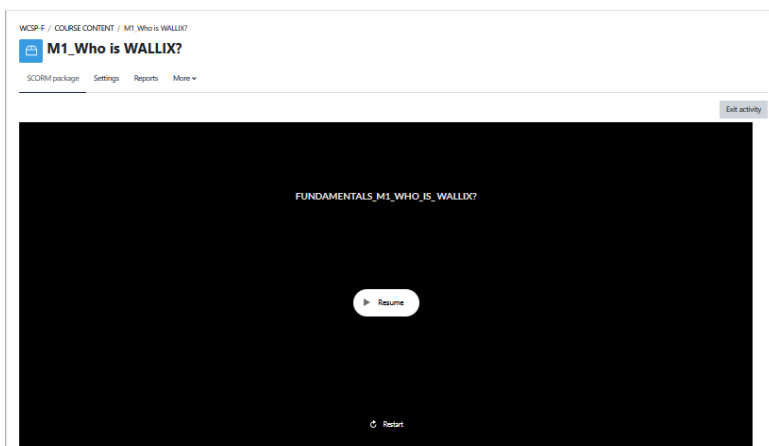 WCSP-F / COURSE CONTENT / M1_Who is WALLIX?
M1_Who is WALLIX?
SCORM package Settings Reports More
Exit activity
FUNDAMENTALS_M1_WHO_IS_WALLIX?
Resume
Restart